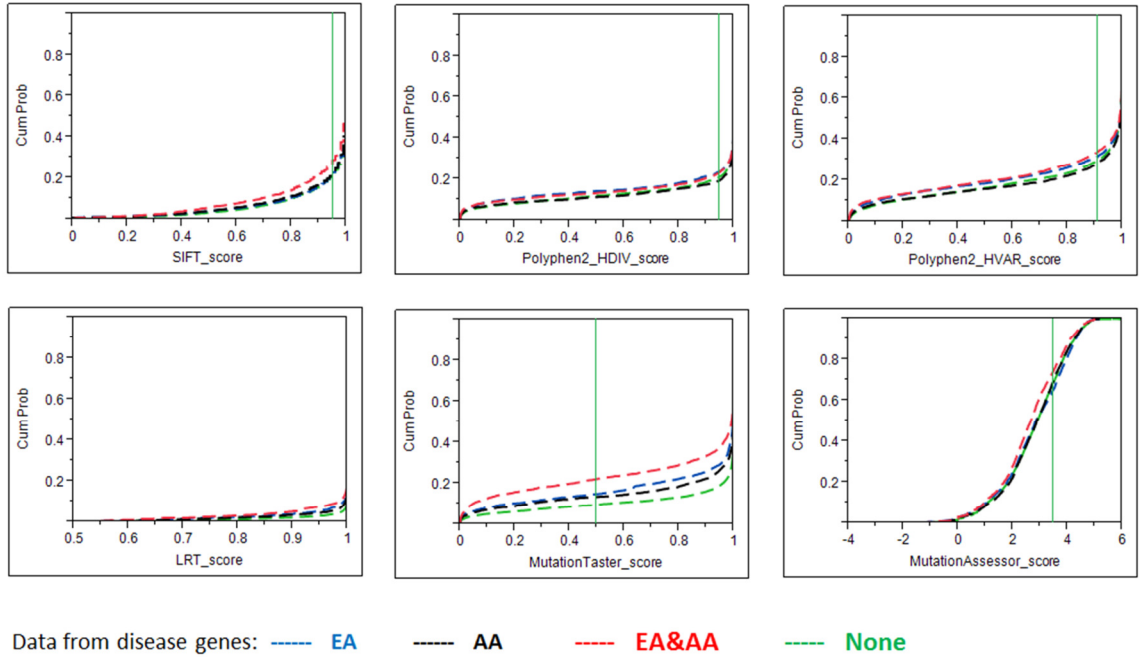 Cum Prob
0.8
0.6
0.4
0.2
0 0.2 0.4 0.6 0.8 1
SIFT_score
Cum Prob
0.8
0.6
0.4
0.2
0 0.2 0.4 0.6 0.8 1
Polyphen2_HDIV_score
Cum Prob
0.8
0.6
0.4
0.2
0 0.2 0.4 0.6 0.8 1
Polyphen2_HVAR_score
Cum Prob
0.8
0.6
0.4
0.2
0.5 0.6 0.7 0.8 0.9 1
LRT_score
Cum Prob
0.8
0.6
0.4
0.2
0 0.2 0.4 0.6 0.8 1
MutationTaster_score
Cum Prob
0.8
0.6
0.4
0.2
-4 -2 0 2 4 6
MutationAssessor_score
Data from disease genes: ------ EA ------ AA ------ EA&AA ------ None